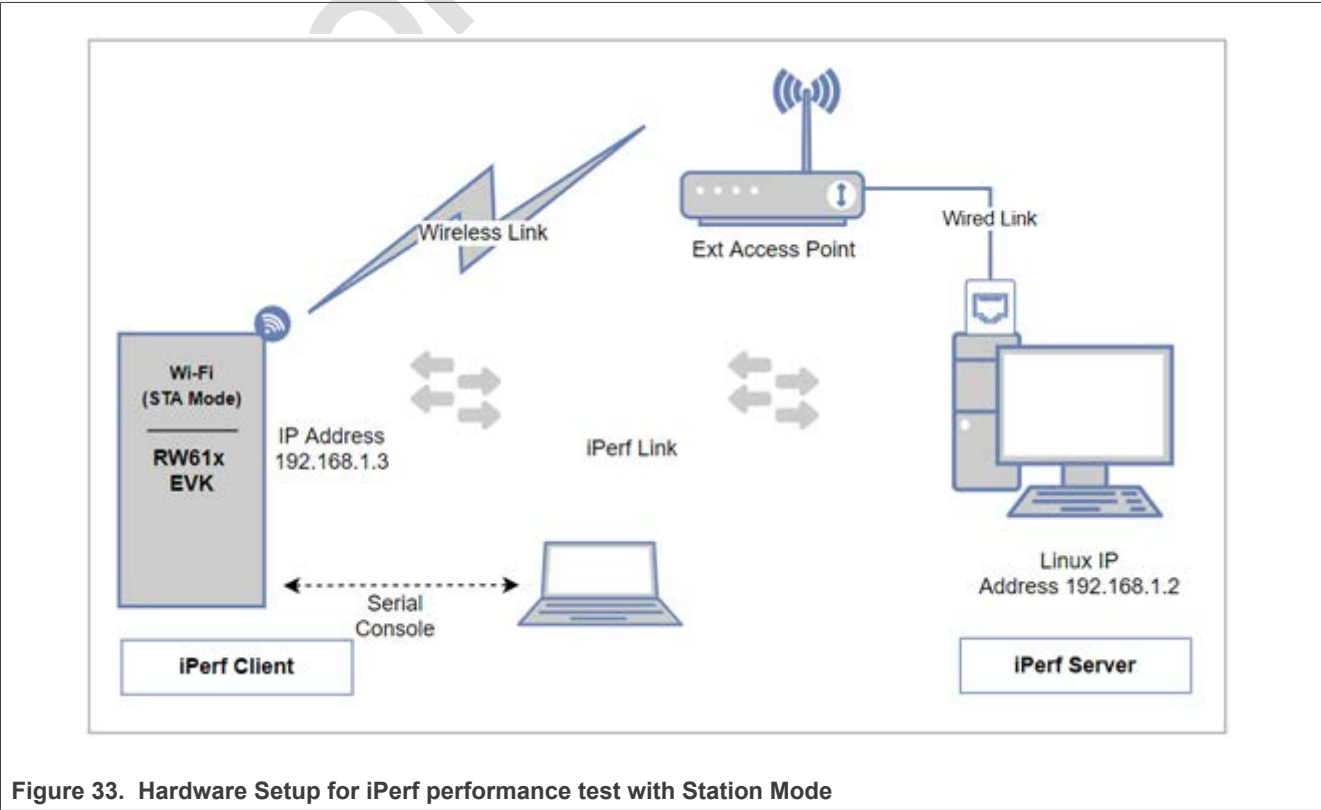 Wireless Link
Ext Access Point
Wired Link
Wi-Fi
(STA Mode)
RW61x
EVK
IP Address
192.168.1.3
iPerf Link
Linux IP
Address 192.168.1.2
Serial
Console
iPerf Client
iPerf Server
Figure 33. Hardware Setup for iPerf performance test with Station Mode